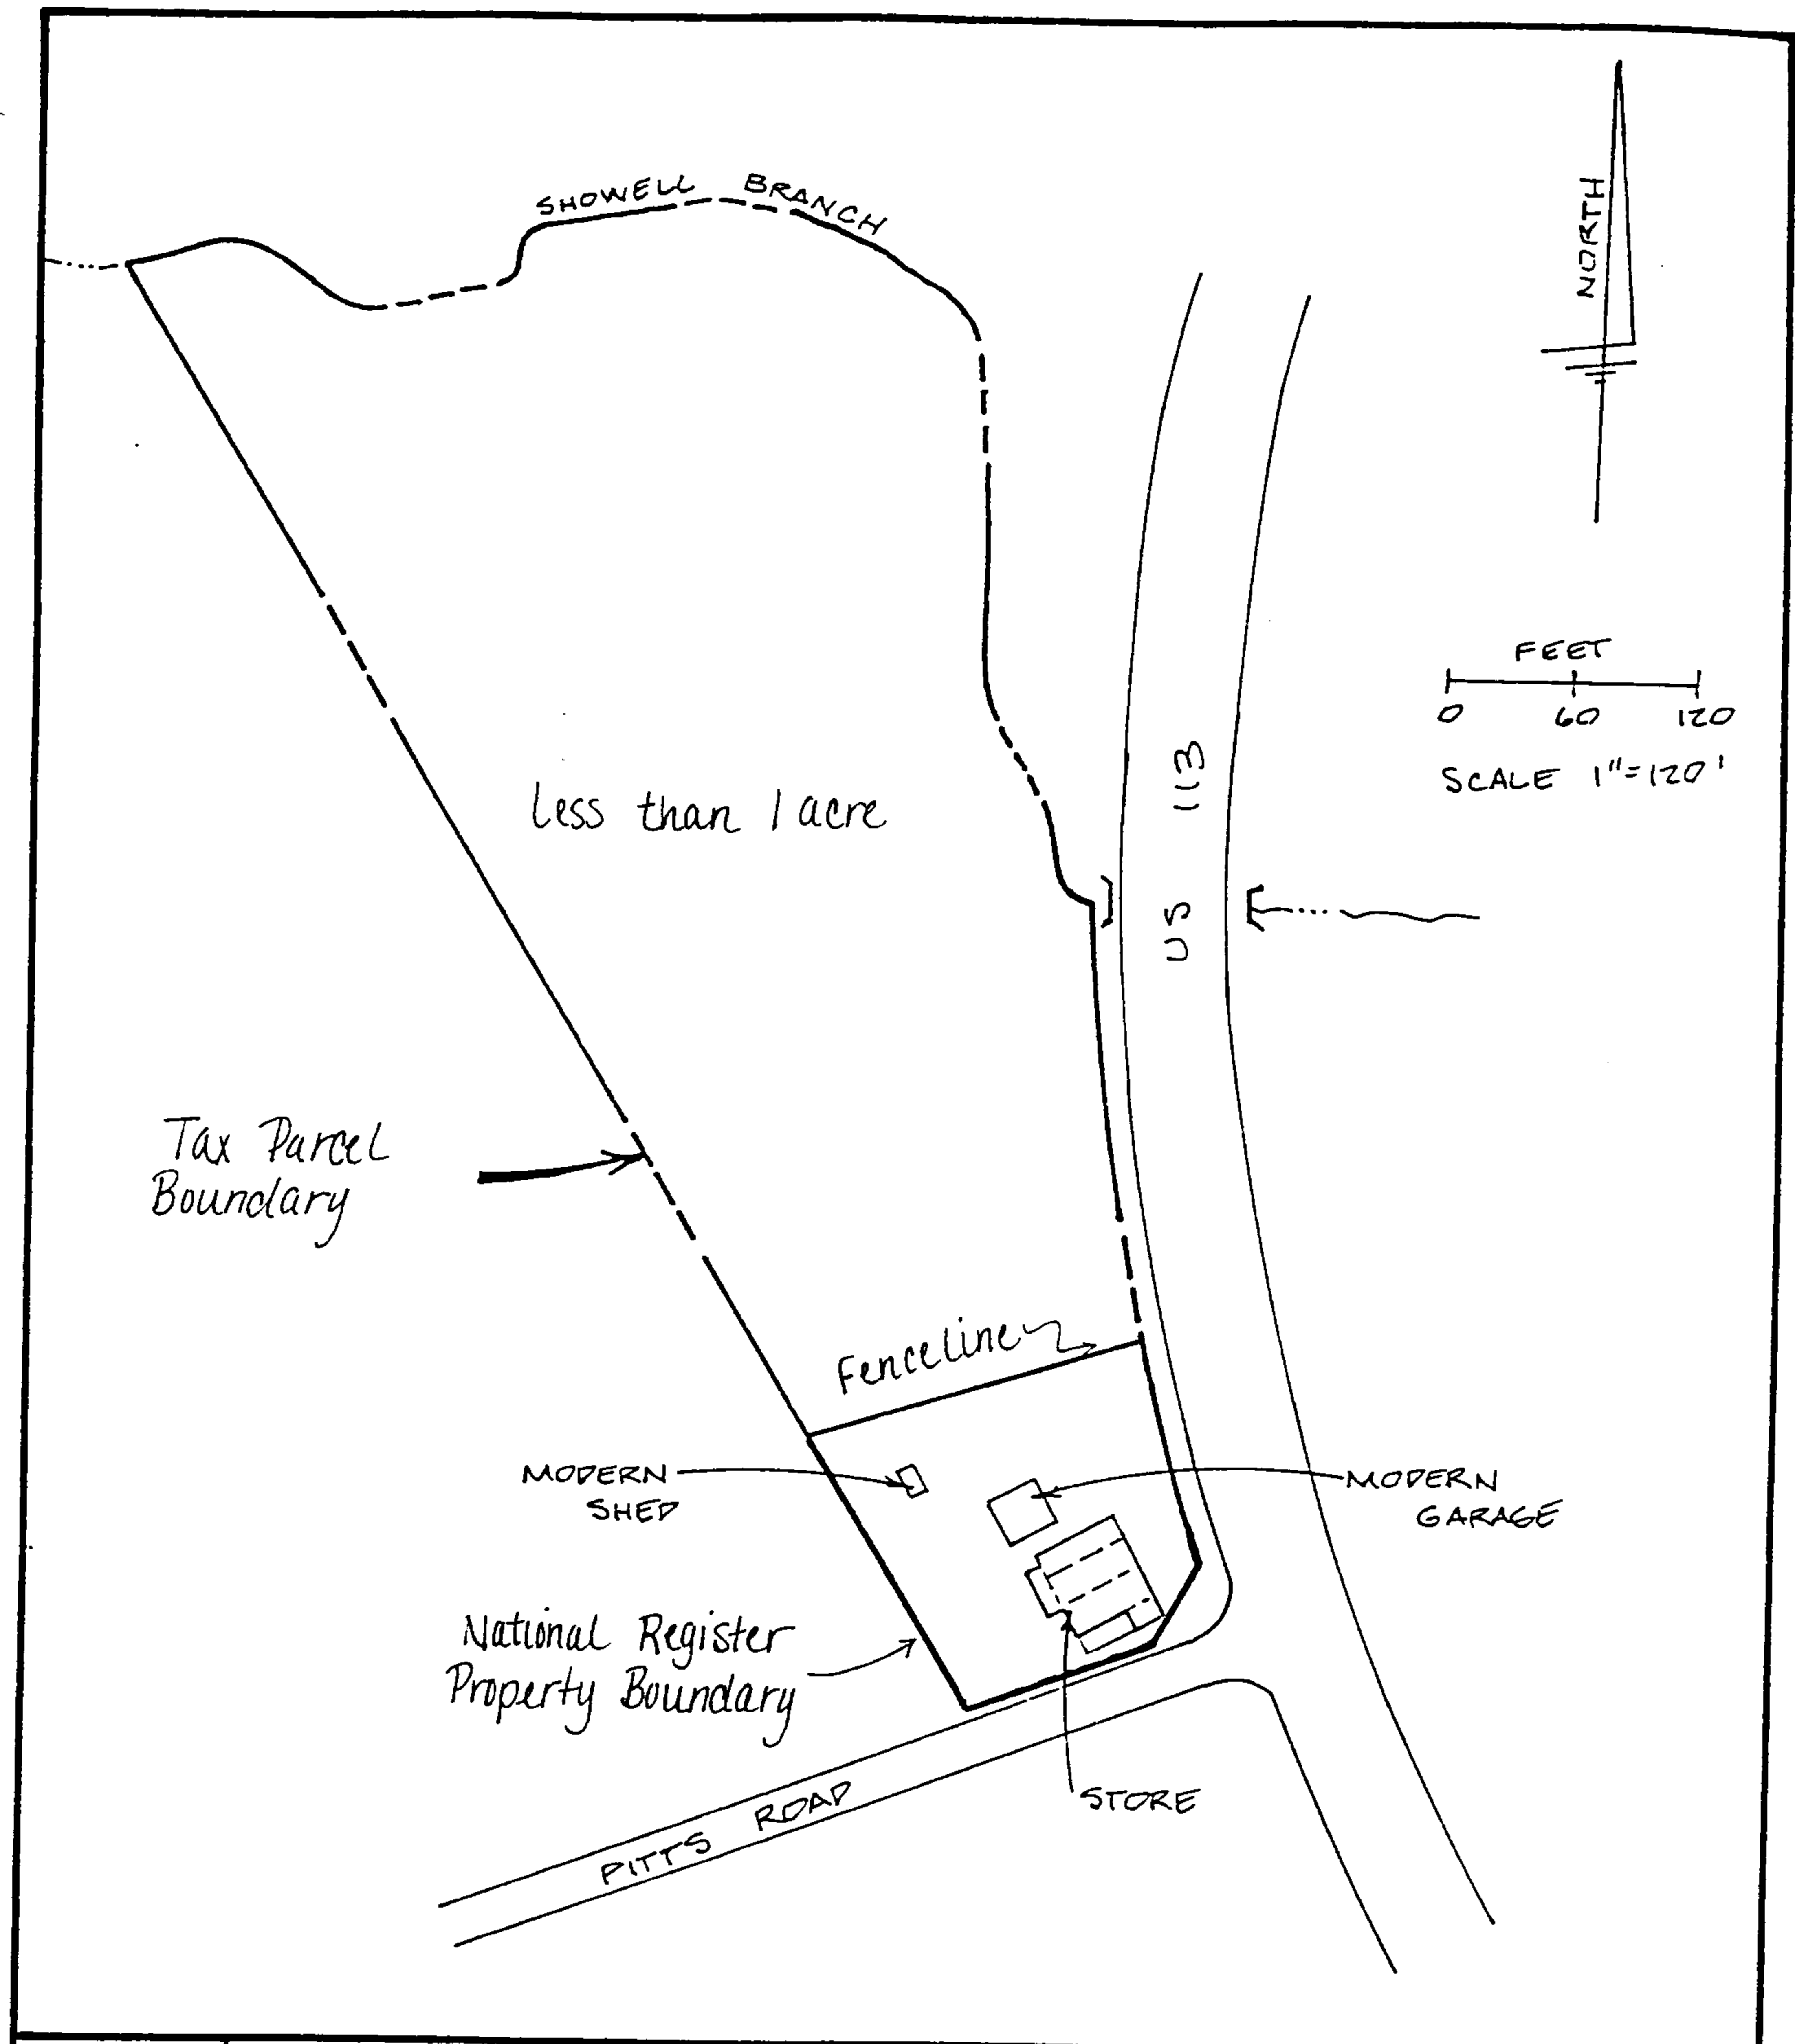 SHOWELL BRANCH
NORTH
FEET
0 60 120
SCALE 1"=120'
US 113
less than 1 acre
Tax Parcel
Boundary
Fenceline
MODERN
SHED
MODERN
GARAGE
National Register
Property Boundary
STORE
PITTS ROAD